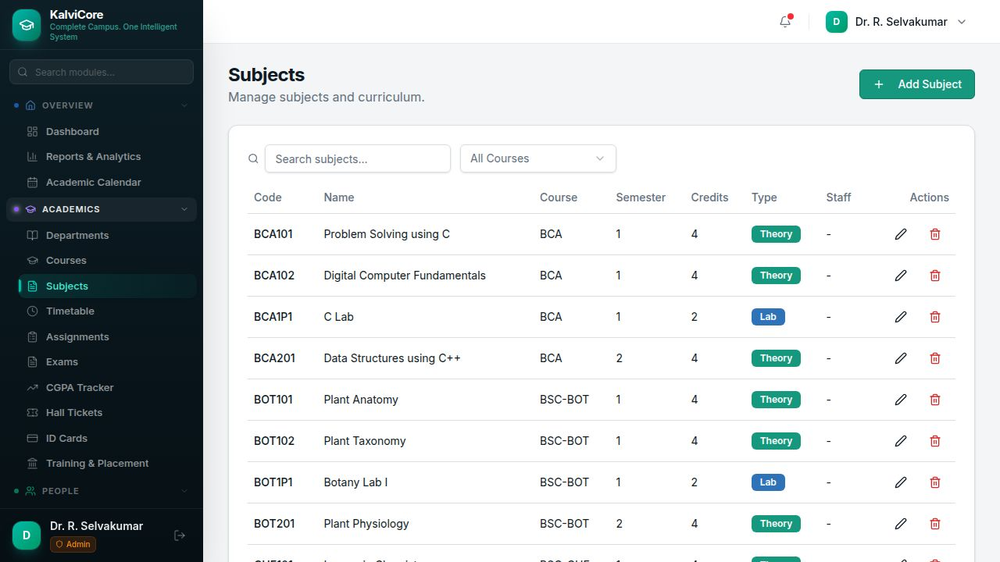 KalviCore
Complete Campus. One Intelligent
System
Search modules...
OVERVIEW
Dashboard
Reports & Analytics
Academic Calendar
ACADEMICS
Departments
Courses
Subjects
Timetable
Assignments
Exams
CGPA Tracker
Hall Tickets
ID Cards
Training & Placement
PEOPLE
D
Dr. R. Selvakumar
Admin
D Dr. R. Selvakumar
Subjects
Manage subjects and curriculum.
Add Subject
Search subjects...
All Courses
Code Name Course Semester Credits Type Staff Actions
BCA101 Problem Solving using C BCA 1 4 Theory -
BCA102 Digital Computer Fundamentals BCA 1 4 Theory -
BCA1P1 C Lab BCA 1 2 Lab -
BCA201 Data Structures using C++ BCA 2 4 Theory -
BOT101 Plant Anatomy BSC-BOT 1 4 Theory -
BOT102 Plant Taxonomy BSC-BOT 1 4 Theory -
BOT1P1 Botany Lab I BSC-BOT 1 2 Lab -
BOT201 Plant Physiology BSC-BOT 2 4 Theory -